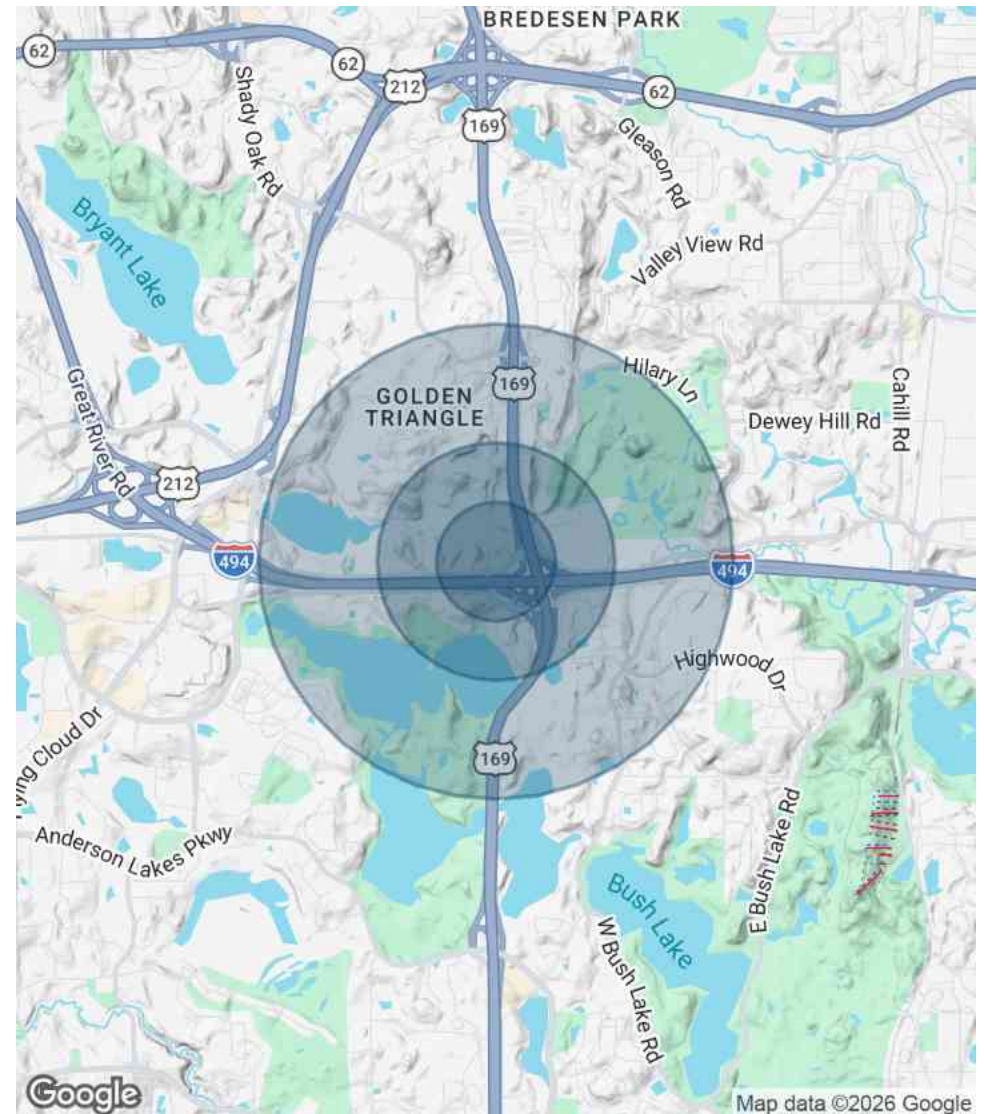 BREDESEN PARK
62
62
212
62
169
Shady Oak Rd
Gleason Rd
Valley View Rd
Bryant Lake
Hilary Ln
169
GOLDEN
TRIANGLE
Great River Rd
Cahill Rd
Dewey Hill Rd
212
494
494
Highwood Dr
ying Cloud Dr
169
Anderson Lakes Pkwy
E Bush Lake Rd
Bush Lake
W Bush Lake Rd
Google
Map data ©2026 Google